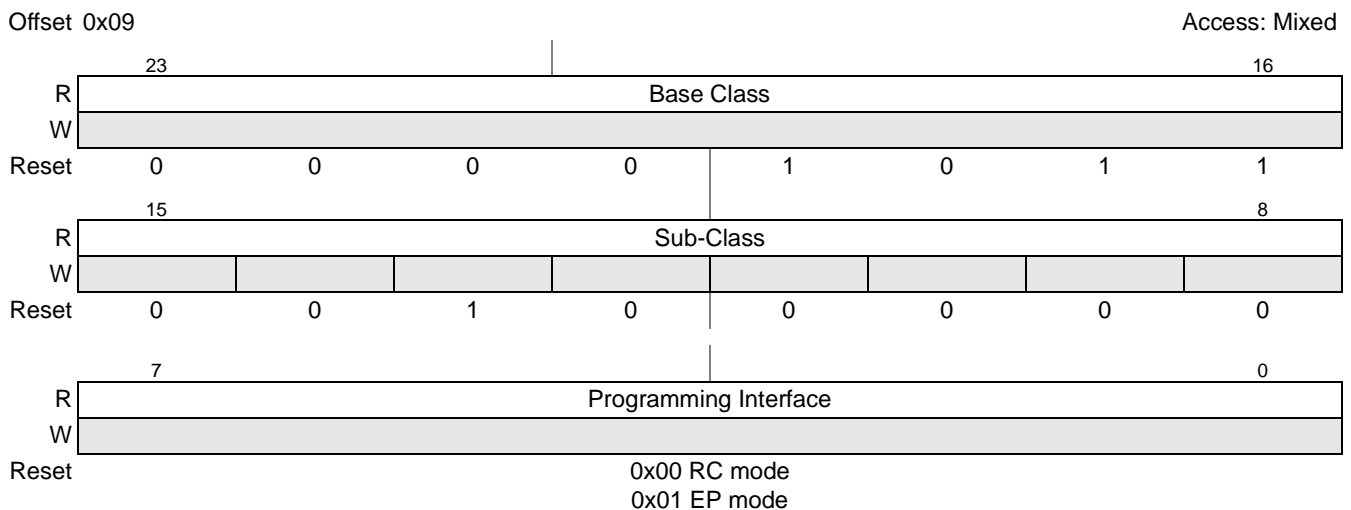 Offset 0x09 Access: Mixed
23 16
R Base Class
W
Reset 0 0 0 0 1 0 1 1
15 8
R Sub-Class
W
Reset 0 0 1 0 0 0 0 0
7 0
R Programming Interface
W
Reset 0x00 RC mode
0x01 EP mode